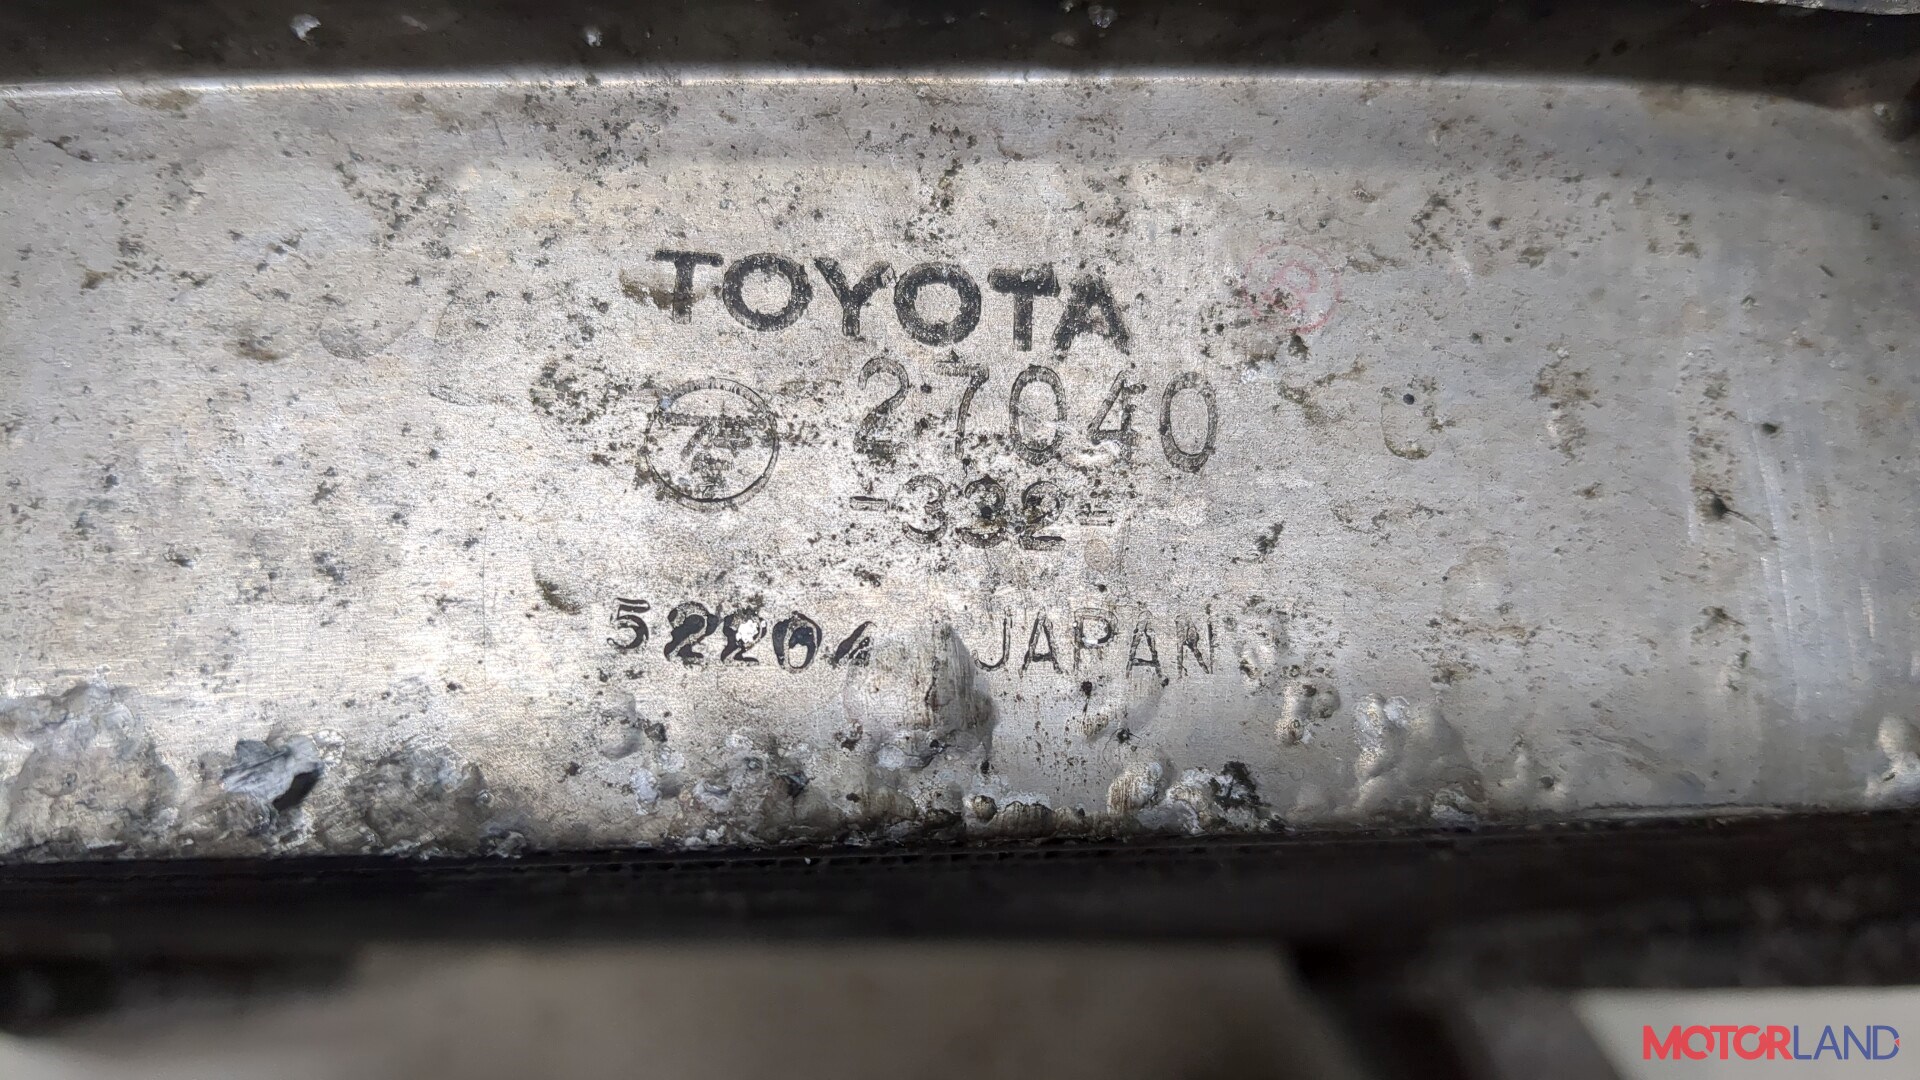 TOYOTA
27040
-332-
52204 JAPAN
MOTORLAND